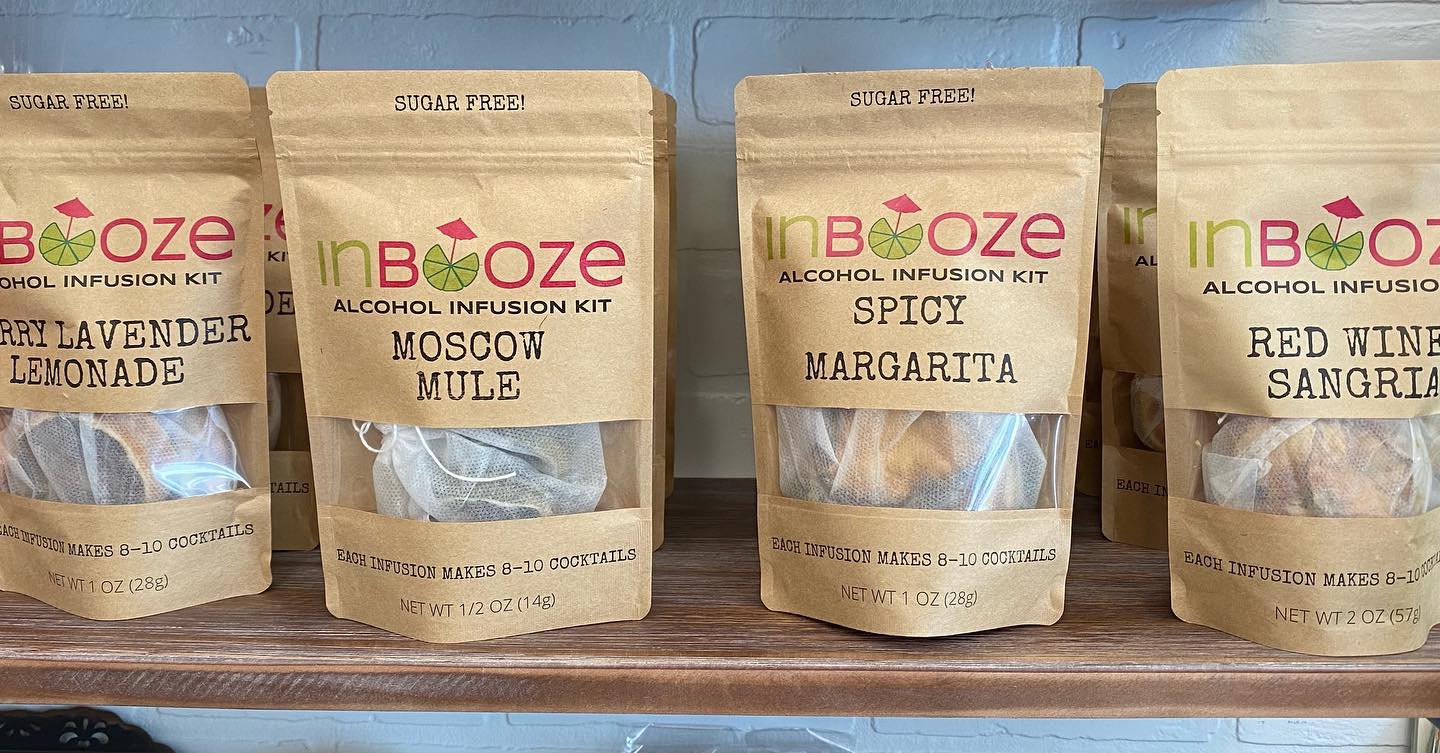 SUGAR FREE!
BOOZE
OHOL INFUSION KIT
RRY LAVENDER
LEMONADE
EACH INFUSION MAKES 8-10 COCKTAILS
NET WT 1 OZ (28g)
SUGAR FREE!
INBOOZE
ALCOHOL INFUSION KIT
MOSCOW
MULE
EACH INFUSION MAKES 8-10 COCKTAILS
NET WT 1/2 OZ (14g)
SUGAR FREE!
INBOOZE
ALCOHOL INFUSION KIT
SPICY
MARGARITA
EACH INFUSION MAKES 8-10 COCKTAILS
NET WT 1 OZ (28g)
INBOOZ
ALCOHOL INFUSIO
RED WINE
SANGRIA
EACH INFUSION MAKES 8-10
NET WT 2 OZ (57g)